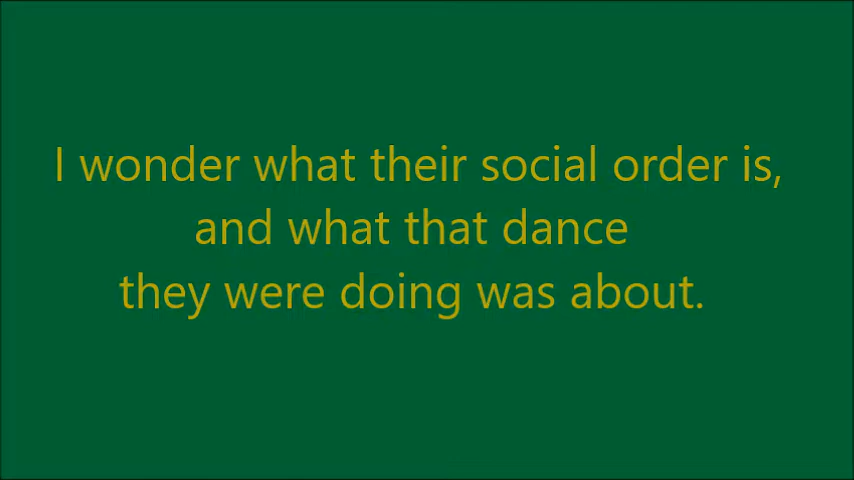 I wonder what their social order is,
and what that dance
they were doing was about.